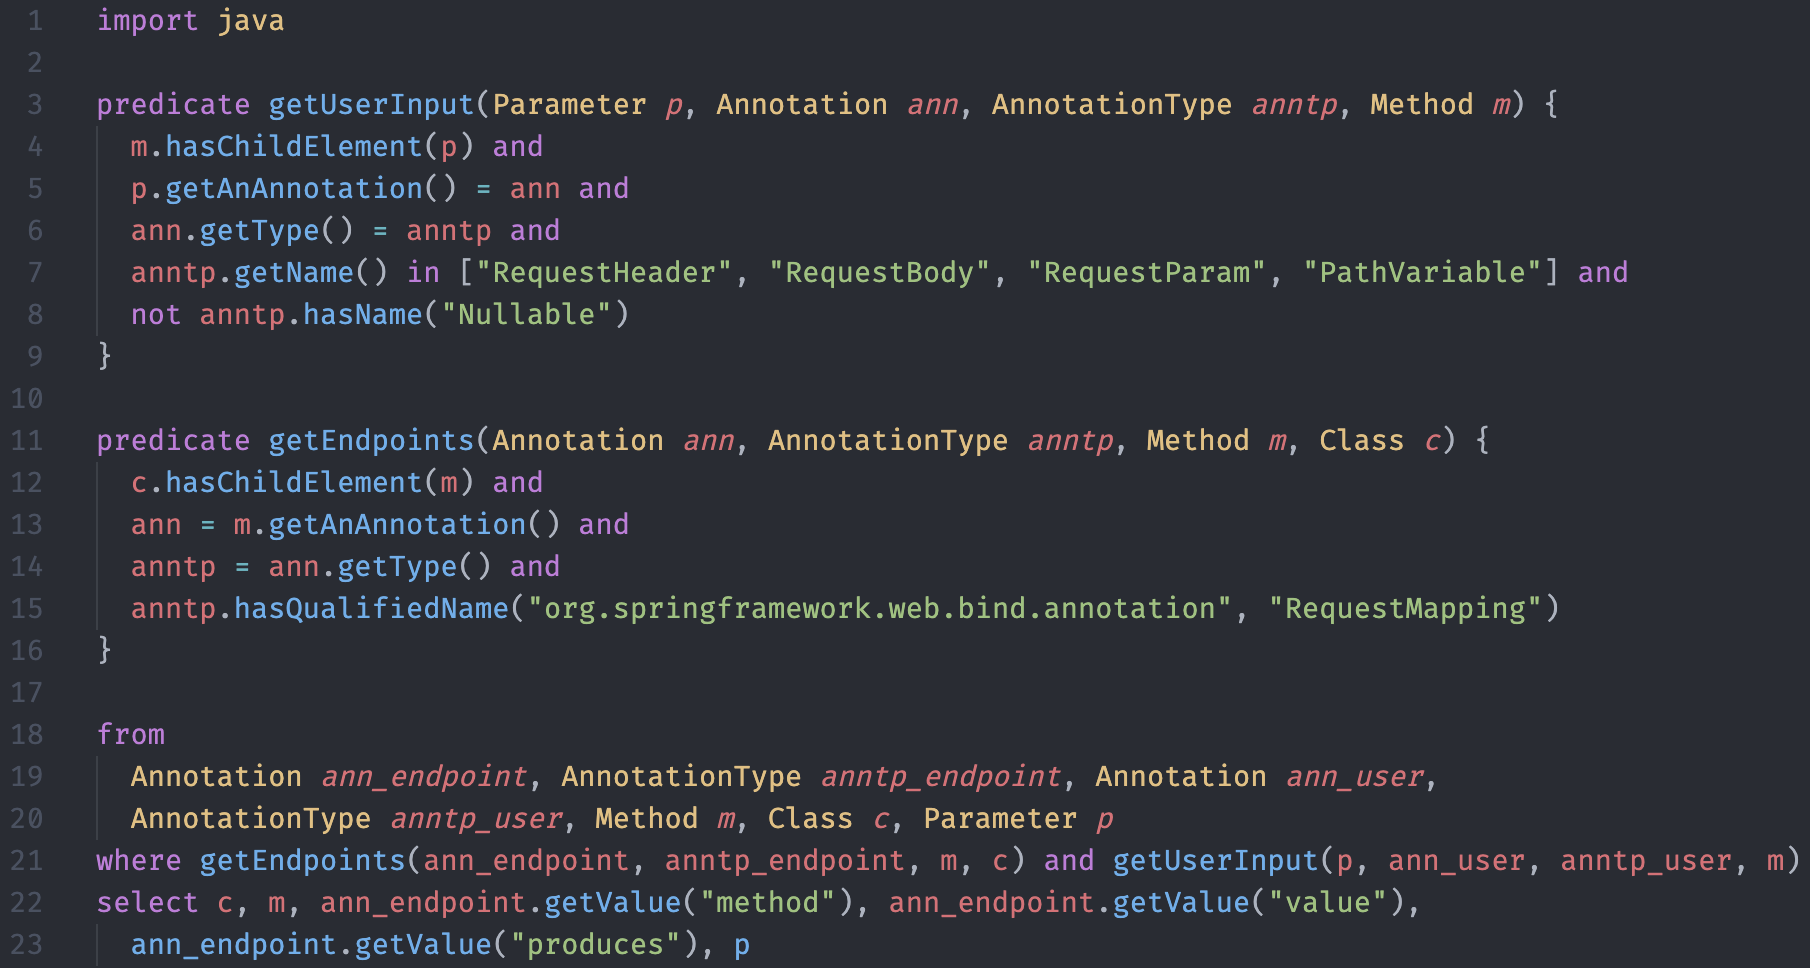 1 import java
2
3 predicate getUserInput(Parameter p, Annotation ann, AnnotationType anntp, Method m) {
4   m.hasChildElement(p) and
5   p.getAnAnnotation() = ann and
6   ann.getType() = anntp and
7   anntp.getName() in ["RequestHeader", "RequestBody", "RequestParam", "PathVariable"] and
8   not anntp.hasName("Nullable")
9 }
10
11 predicate getEndpoints(Annotation ann, AnnotationType anntp, Method m, Class c) {
12   c.hasChildElement(m) and
13   ann = m.getAnAnnotation() and
14   anntp = ann.getType() and
15   anntp.hasQualifiedName("org.springframework.web.bind.annotation", "RequestMapping")
16 }
17
18 from
19   Annotation ann_endpoint, AnnotationType anntp_endpoint, Annotation ann_user,
20   AnnotationType anntp_user, Method m, Class c, Parameter p
21 where getEndpoints(ann_endpoint, anntp_endpoint, m, c) and getUserInput(p, ann_user, anntp_user, m)
22 select c, m, ann_endpoint.getValue("method"), ann_endpoint.getValue("value"),
23   ann_endpoint.getValue("produces"), p